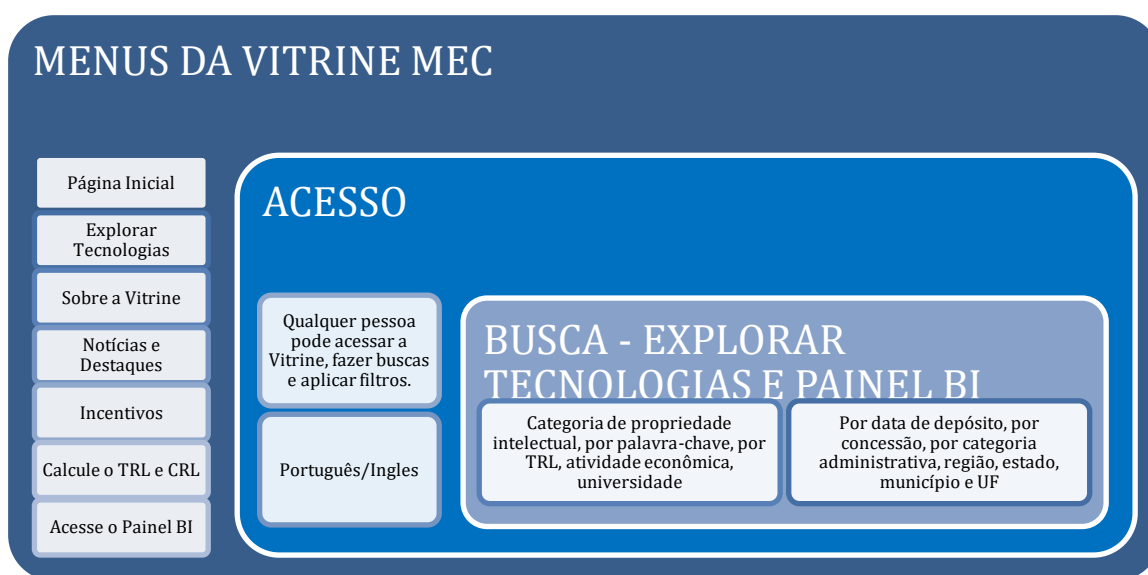 MENUS DA VITRINE MEC
Página Inicial
Explorar
Tecnologias
Sobre a Vitrine
Notícias e
Destaques
Incentivos
Calcule o TRL e CRL
Acesse o Painel BI
ACESSO
Qualquer pessoa
pode acessar a
Vitrine, fazer buscas
e aplicar filtros.
Português/Ingles
BUSCA - EXPLORAR
TECNOLOGIAS E PAINEL BI
Categoria de propriedade
intelectual, por palavra-chave, por
TRL, atividade econômica,
universidade
Por data de depósito, por
concessão, por categoria
administrativa, região, estado,
município e UF